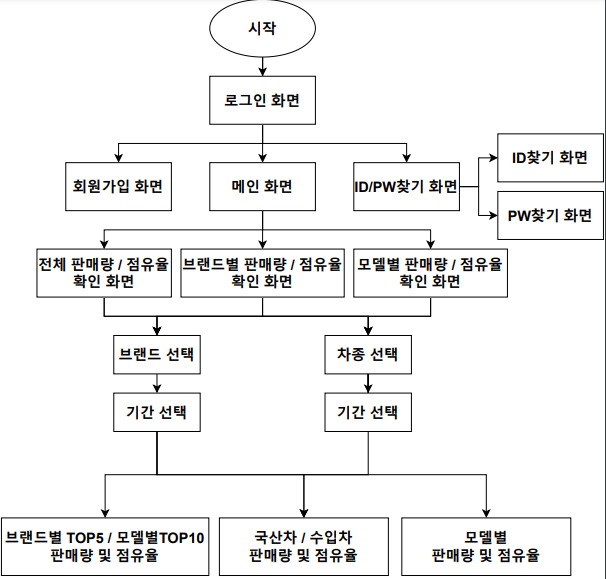 시작
로그인 화면
회원가입 화면
메인 화면
ID/PW찾기 화면
ID찾기 화면
PW찾기 화면
전체 판매량 / 점유율
확인 화면
브랜드별 판매량 / 점유율
확인 화면
모델별 판매량 / 점유율
확인 화면
브랜드 선택
차종 선택
기간 선택
기간 선택
브랜드별 TOP5 / 모델별TOP10
판매량 및 점유율
국산차 / 수입차
판매량 및 점유율
모델별
판매량 및 점유율